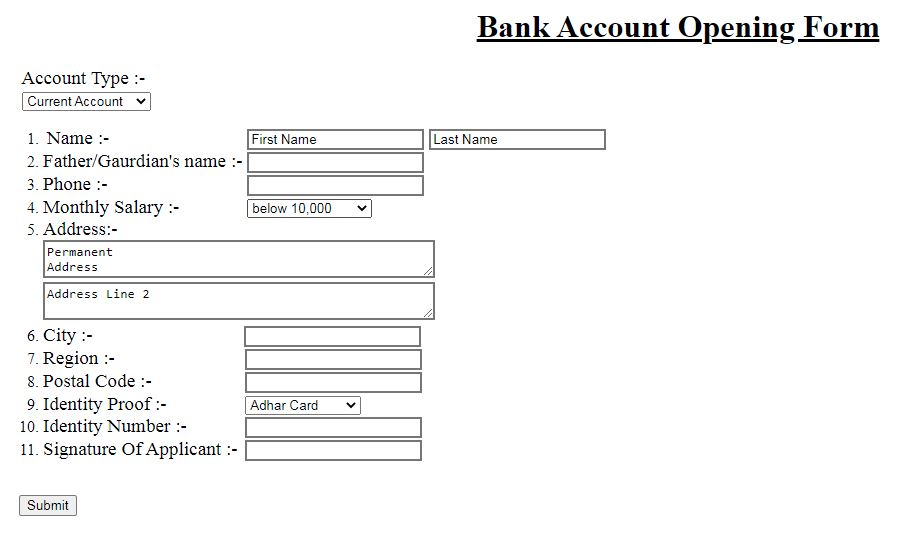 Bank Account Opening Form
Account Type :-
Current Account
1. Name :- First Name Last Name
2. Father/Gaurdian's name :-
3. Phone :-
4. Monthly Salary :- below 10,000
5. Address:-
Permanent
Address
Address Line 2
6. City :-
7. Region :-
8. Postal Code :-
9. Identity Proof :- Adhar Card
10. Identity Number :-
11. Signature Of Applicant :-
Submit